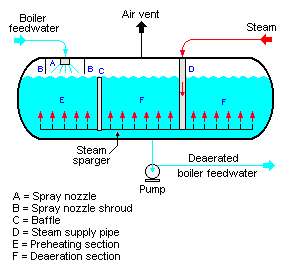 Boiler
feedwater
Air vent
Steam
B A B
C
D
E F F
Steam
sparger
Pump
Deaerated
boiler feedwater
A = Spray nozzle
B = Spray nozzle shroud
C = Baffle
D = Steam supply pipe
E = Preheating section
F = Deaeration section